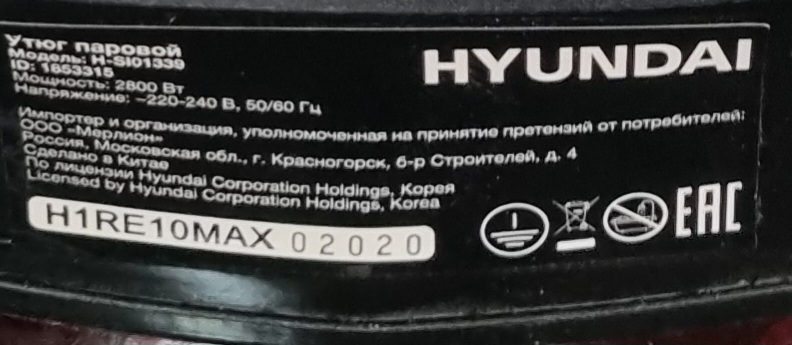 Утюг паровой
Модель: H-SI01339
ID: 1653315
Мощность: 2800 Вт
Напряжение: ~220-240 В, 50/60 Гц
HYUNDAI
Импортер и организация, уполномоченная на принятие претензий от потребителей:
ООО «Мерлион»
Россия, Московская обл., г. Красногорск, б-р Строителей, д. 4
Сделано в Китае
По лицензии Hyundai Corporation Holdings, Корея
Licensed by Hyundai Corporation Holdings, Korea
H1RE10MAX 02020
EAC